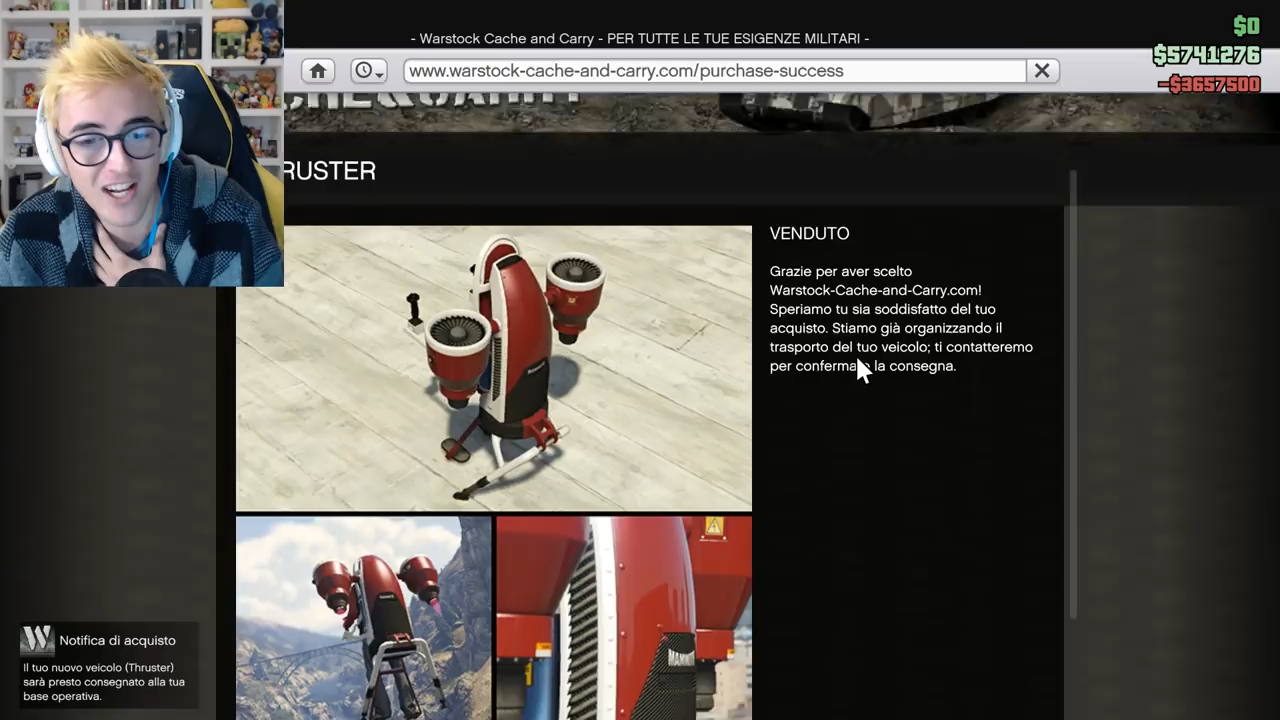 - Warstock Cache and Carry - PER TUTTE LE TUE ESIGENZE MILITARI -
$0
$5741276
-$3657500
www.warstock-cache-and-carry.com/purchase-success
RUSTER
VENDUTO
Grazie per aver scelto
Warstock-Cache-and-Carry.com!
Speriamo tu sia soddisfatto del tuo
acquisto. Stiamo già organizzando il
trasporto del tuo veicolo; ti contatteremo
per confermare la consegna.
Notifica di acquisto
Il tuo nuovo veicolo (Thruster)
sarà presto consegnato alla tua
base operativa.